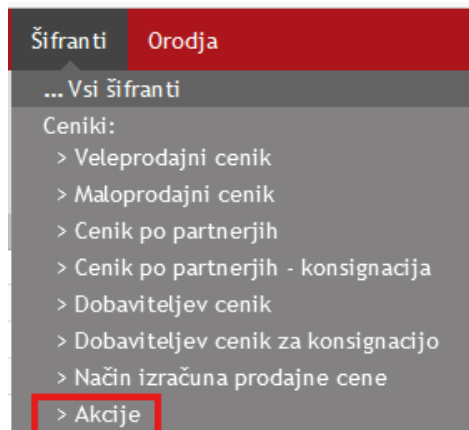 Šifranti Orodja
... Vsi šifranti
Ceniki:
> Veleprodajni cenik
> Maloprodajni cenik
> Cenik po partnerjih
> Cenik po partnerjih - konsignacija
> Dobaviteljev cenik
> Dobaviteljev cenik za konsignacijo
> Način izračuna prodajne cene
> Akcije